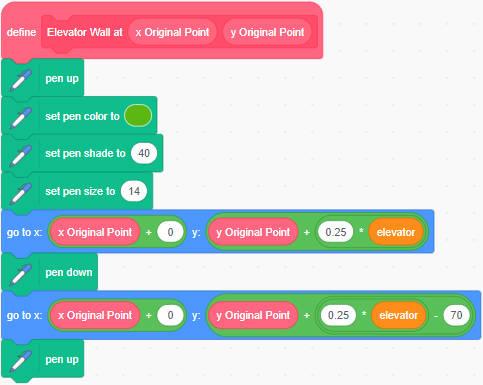 define Elevator Wall at x Original Point y Original Point
pen up
set pen color to
set pen shade to 40
set pen size to 14
go to x: x Original Point + 0 y: y Original Point + 0.25 * elevator
pen down
go to x: x Original Point + 0 y: y Original Point + 0.25 * elevator - 70
pen up